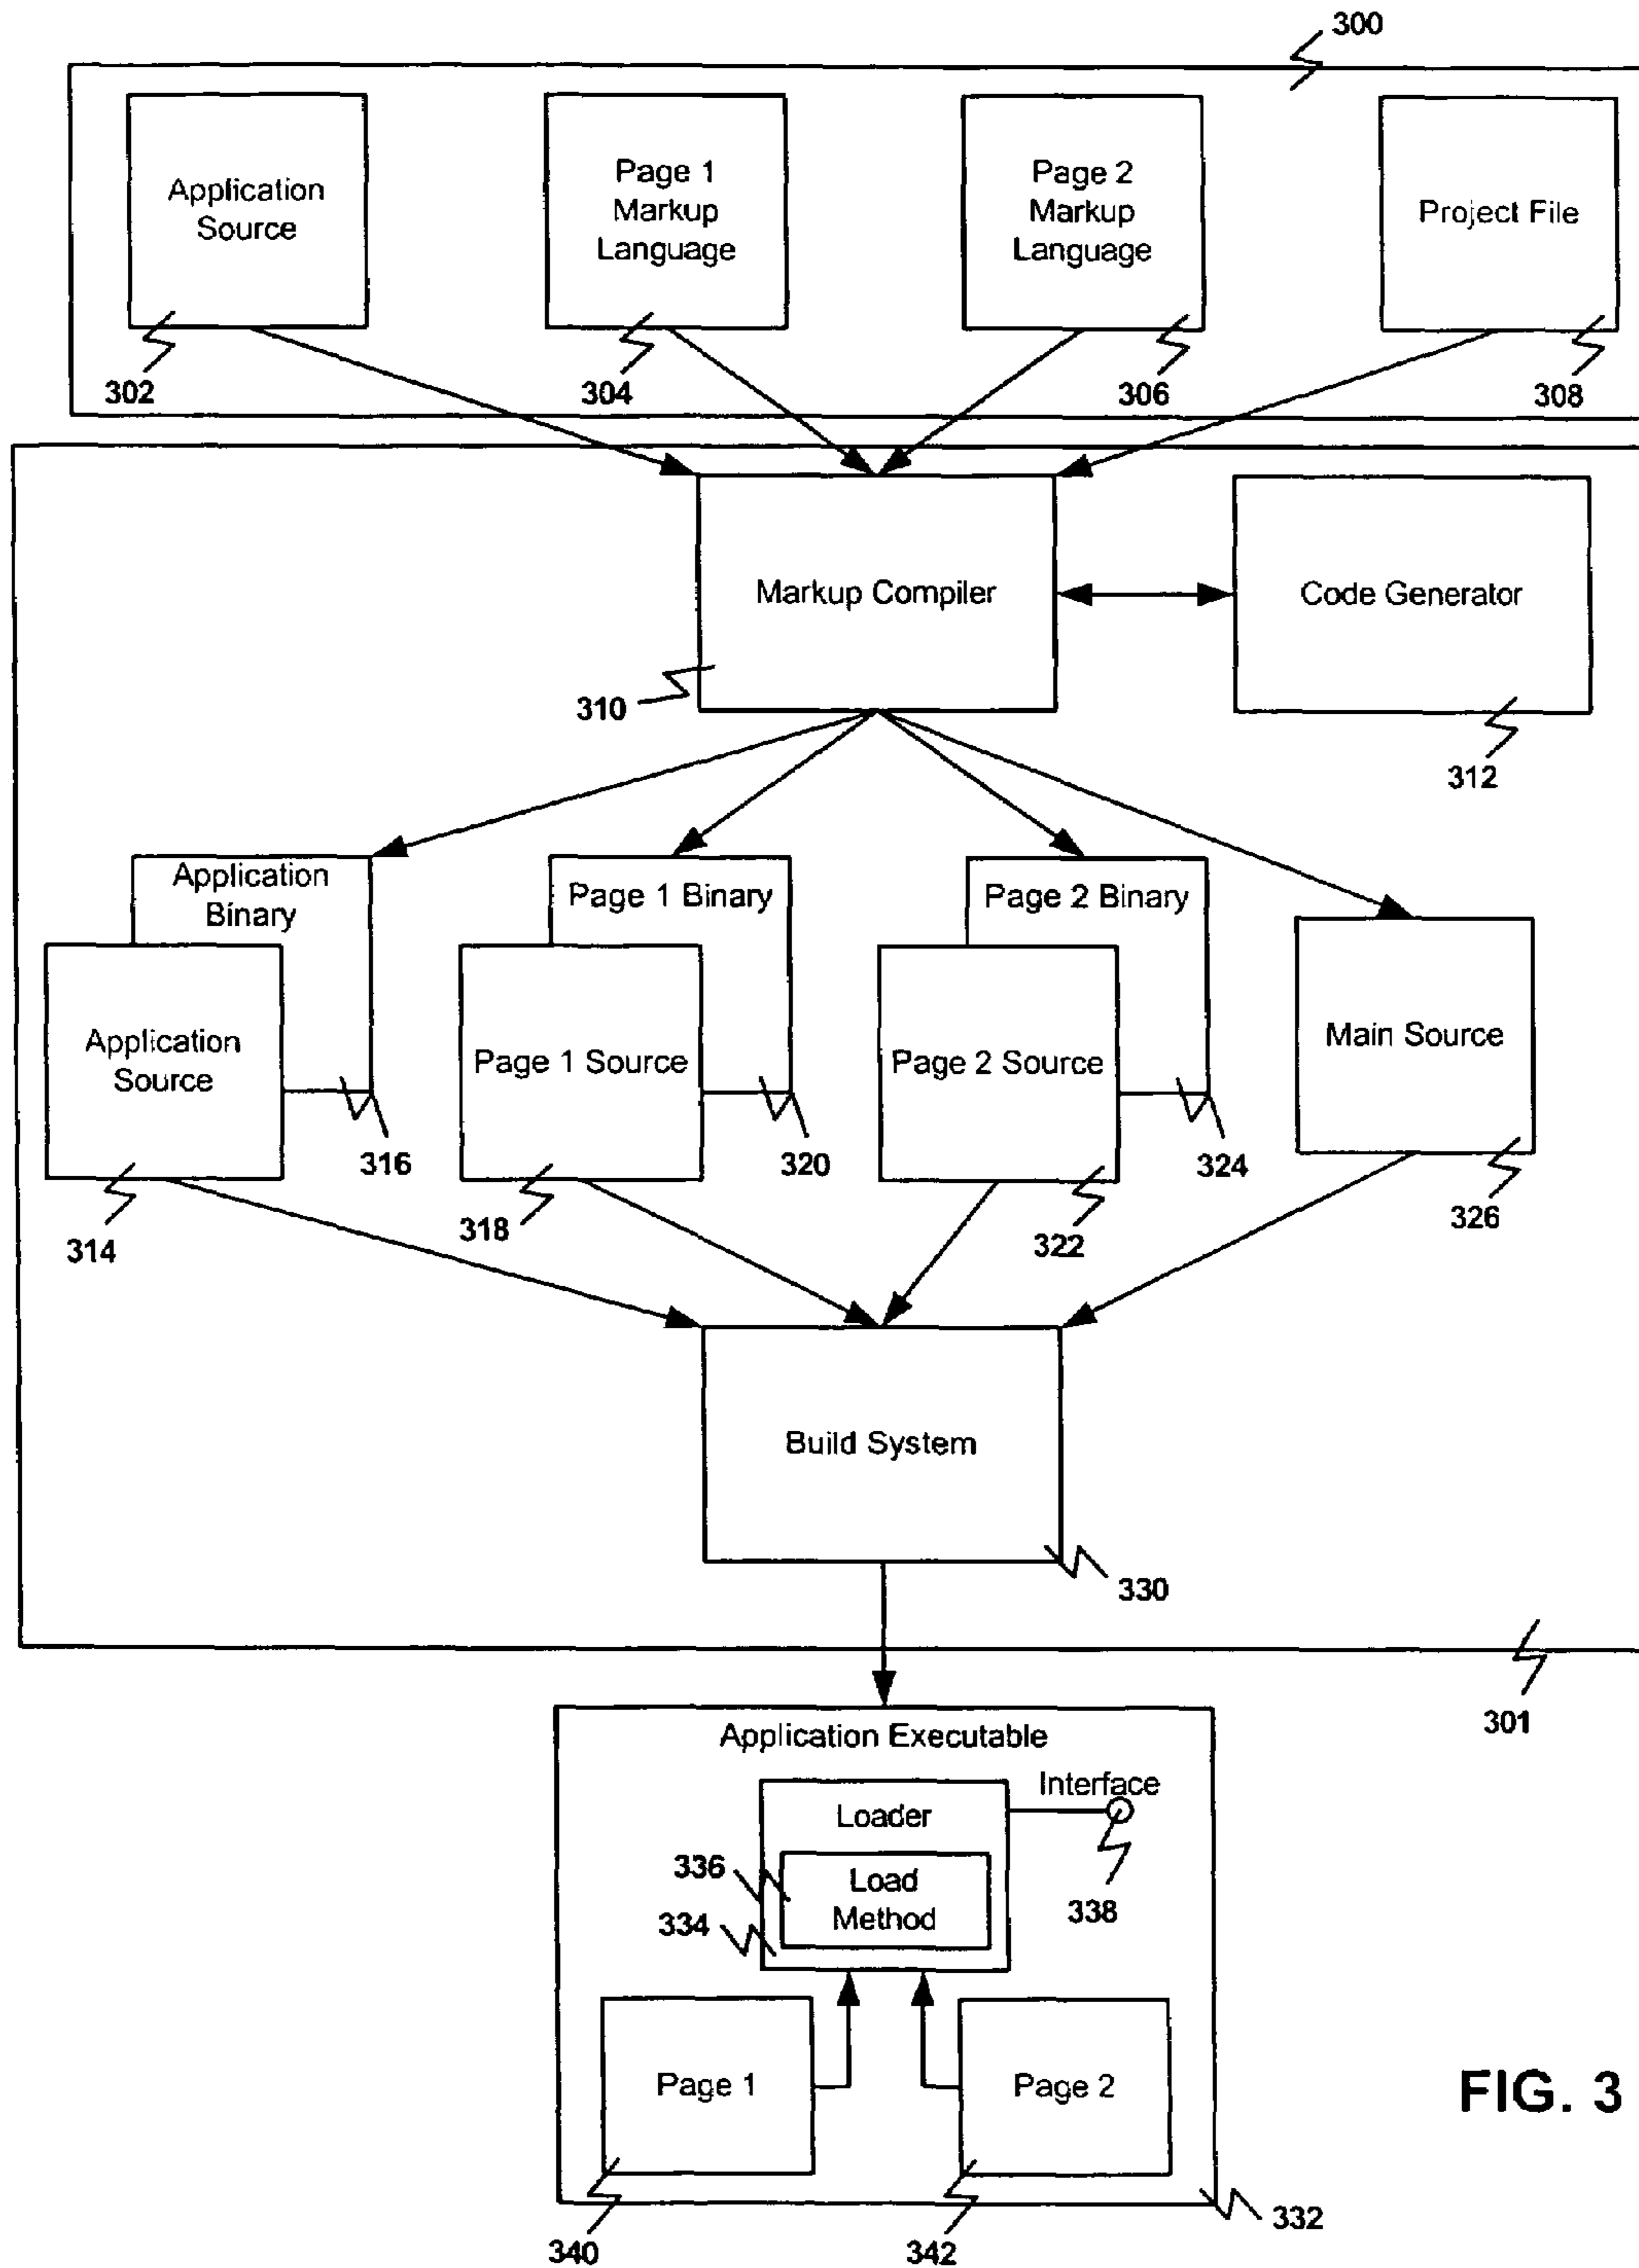 300
Application
Source
Page 1
Markup
Language
Page 2
Markup
Language
Project File
302
304
306
308
Markup Compiler
Code Generator
310
312
Application
Binary
Page 1 Binary
Page 2 Binary
Application
Source
Page 1 Source
Page 2 Source
Main Source
316
320
324
314
318
322
326
Build System
330
301
Application Executable
Interface
Loader
336
Load
Method
334
338
Page 1
Page 2
FIG. 3
332
340
342